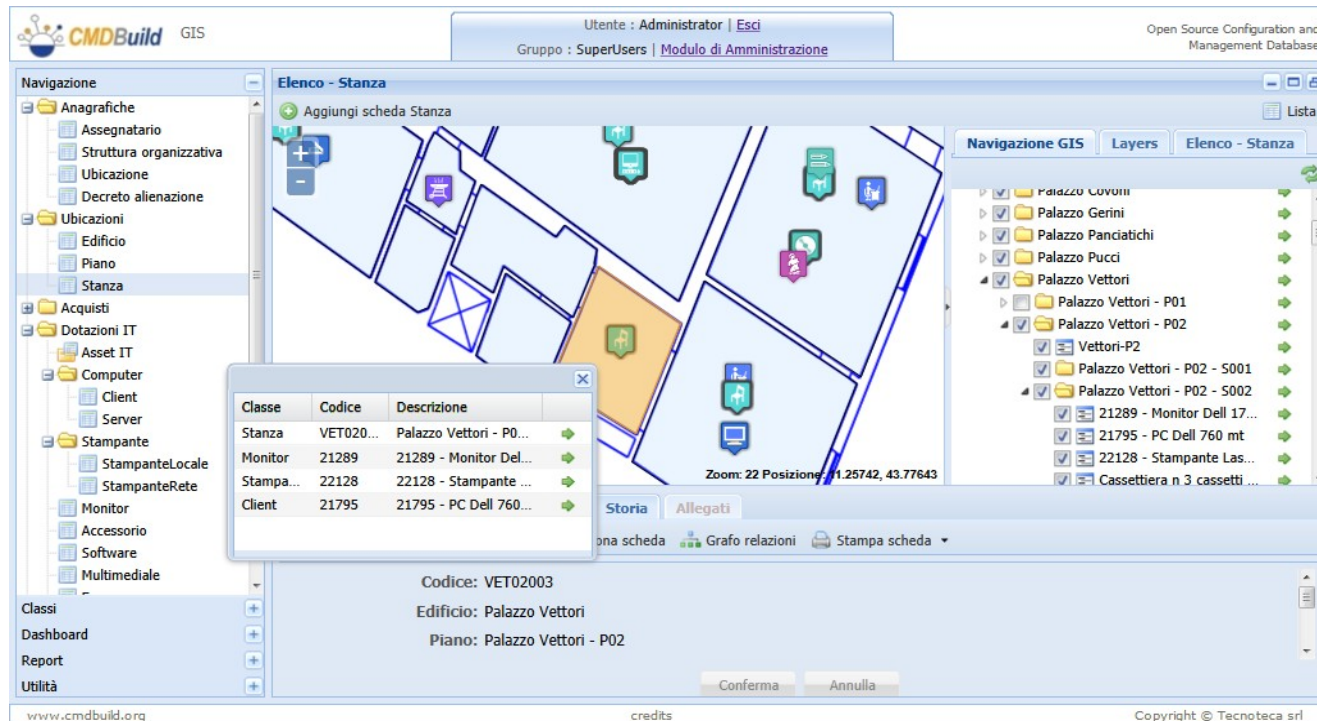 CMDBuild GIS
Utente : Administrator | Esci
Gruppo : SuperUsers | Modulo di Amministrazione
Open Source Configuration and
Management Database
Navigazione
Anagrafiche
Assegnatario
Struttura organizzativa
Ubicazione
Decreto alienazione
Ubicazioni
Edificio
Piano
Stanza
Acquisti
Dotazioni IT
Asset IT
Computer
Client
Server
Stampante
StampanteLocale
StampanteRete
Monitor
Accessorio
Software
Multimediale
Classi
Dashboard
Report
Utilità
Elenco - Stanza
Aggiungi scheda Stanza
Lista
+
-
Zoom: 22 Posizione: 11.25742, 43.77643
Navigazione GIS Layers Elenco - Stanza
Palazzo Covoni
Palazzo Gerini
Palazzo Panciatichi
Palazzo Pucci
Palazzo Vettori
Palazzo Vettori - P01
Palazzo Vettori - P02
Vettori-P2
Palazzo Vettori - P02 - S001
Palazzo Vettori - P02 - S002
21289 - Monitor Dell 17...
21795 - PC Dell 760 mt
22128 - Stampante Las...
Cassettiera n 3 cassetti ...
Classe Codice Descrizione
Stanza VET020... Palazzo Vettori - P0...
Monitor 21289 21289 - Monitor Del...
Stampa... 22128 22128 - Stampante ...
Client 21795 21795 - PC Dell 760...
Storia Allegati
ona scheda Grafo relazioni Stampa scheda
Codice: VET02003
Edificio: Palazzo Vettori
Piano: Palazzo Vettori - P02
Conferma Annulla
www.cmdbuild.org credits Copyright © Tecnoteca srl